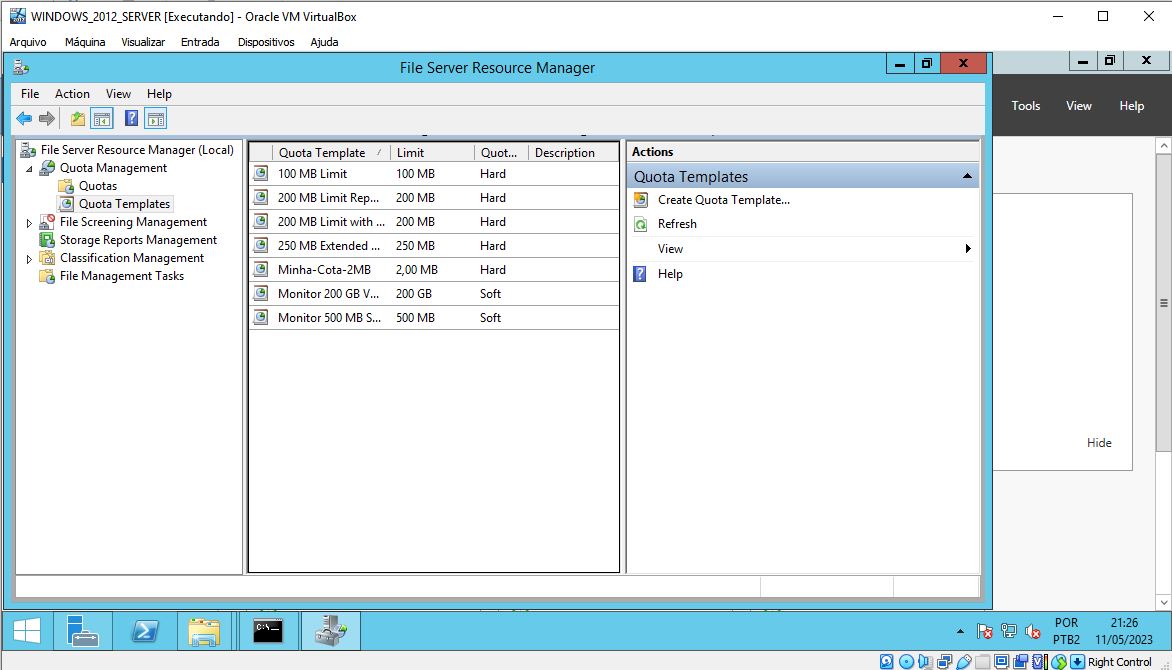 WINDOWS_2012_SERVER [Executando] - Oracle VM VirtualBox
Arquivo Máquina Visualizar Entrada Dispositivos Ajuda
File Server Resource Manager
File Action View Help
Tools View Help
File Server Resource Manager (Local)
Quota Management
Quotas
Quota Templates
File Screening Management
Storage Reports Management
Classification Management
File Management Tasks
Quota Template Limit Quot... Description
100 MB Limit 100 MB Hard
200 MB Limit Rep... 200 MB Hard
200 MB Limit with ... 200 MB Hard
250 MB Extended ... 250 MB Hard
Minha-Cota-2MB 2,00 MB Hard
Monitor 200 GB V... 200 GB Soft
Monitor 500 MB S... 500 MB Soft
Actions
Quota Templates
Create Quota Template...
Refresh
View
Help
Hide
POR 21:26
PTB2 11/05/2023
Right Control